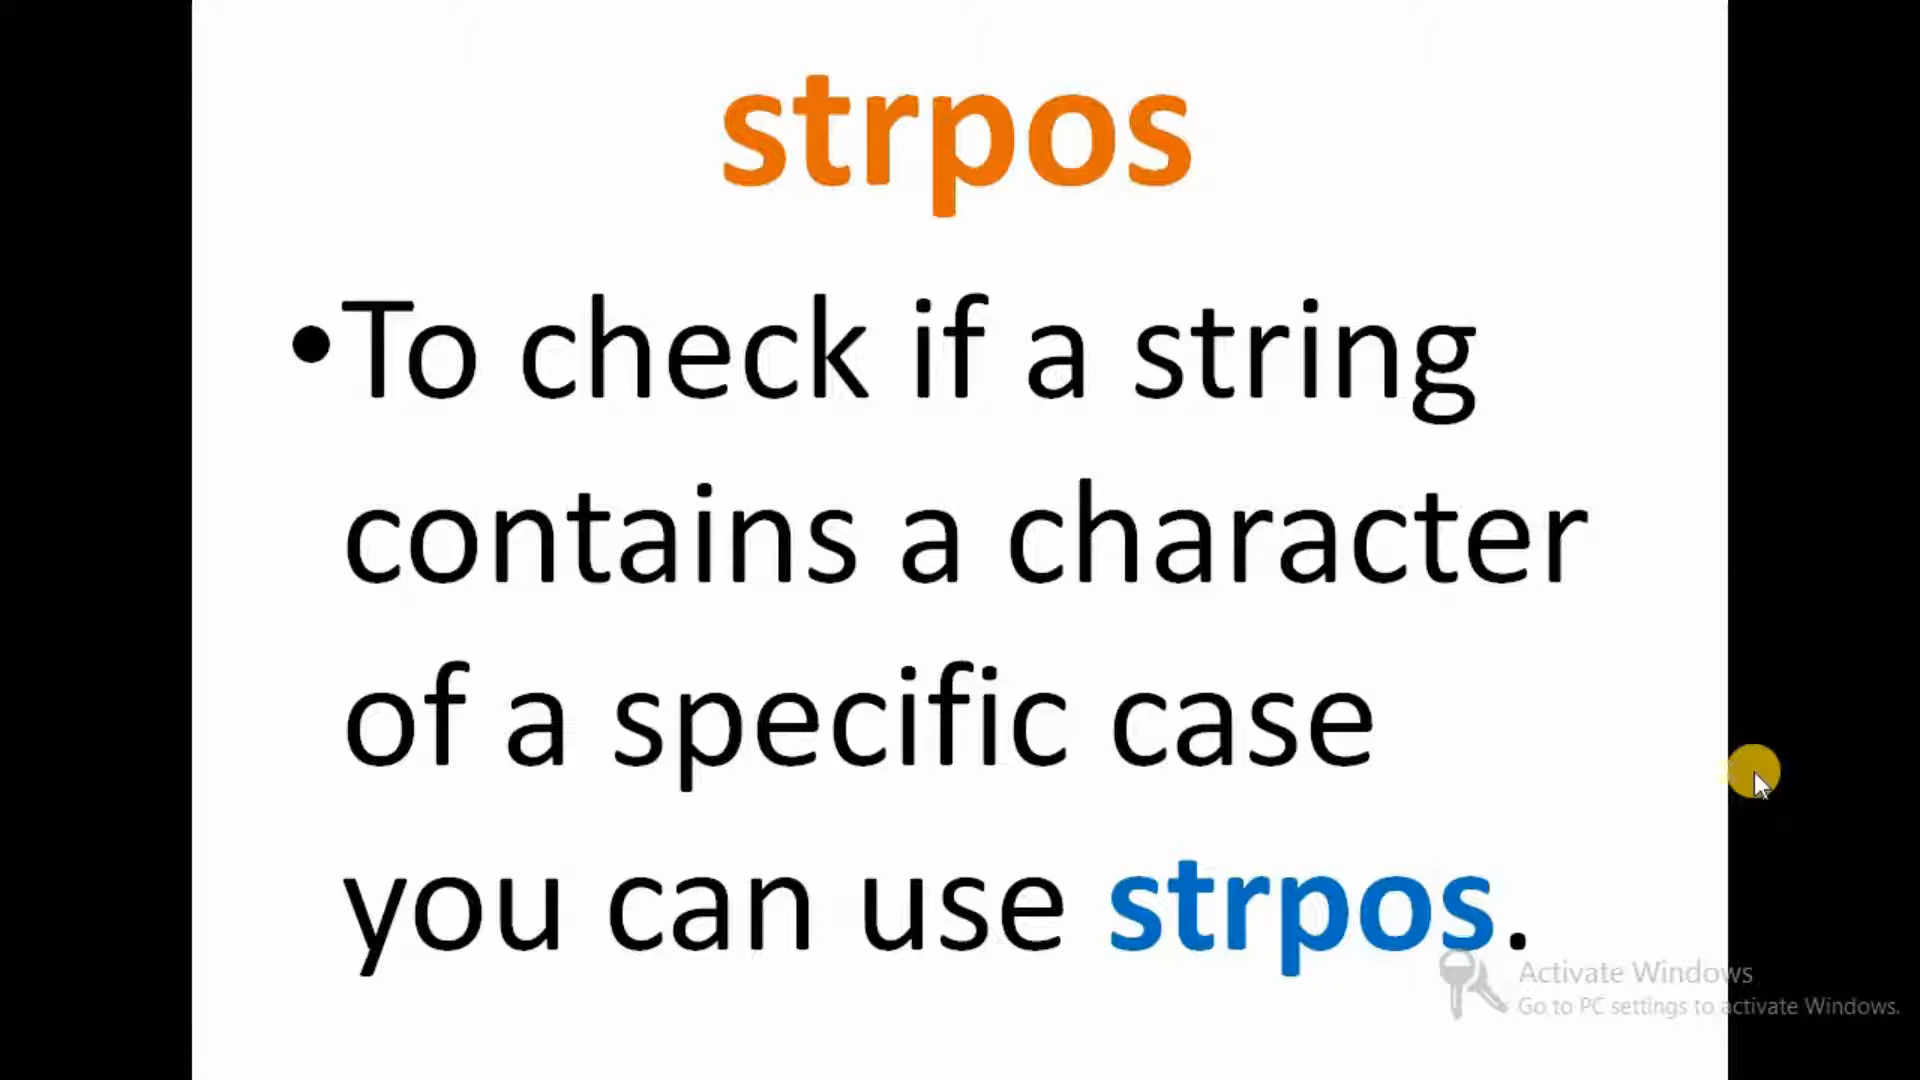 strpos
•To check if a string
contains a character
of a specific case
you can use strpos.
Activate Windows
Go to PC settings to activate Windows.